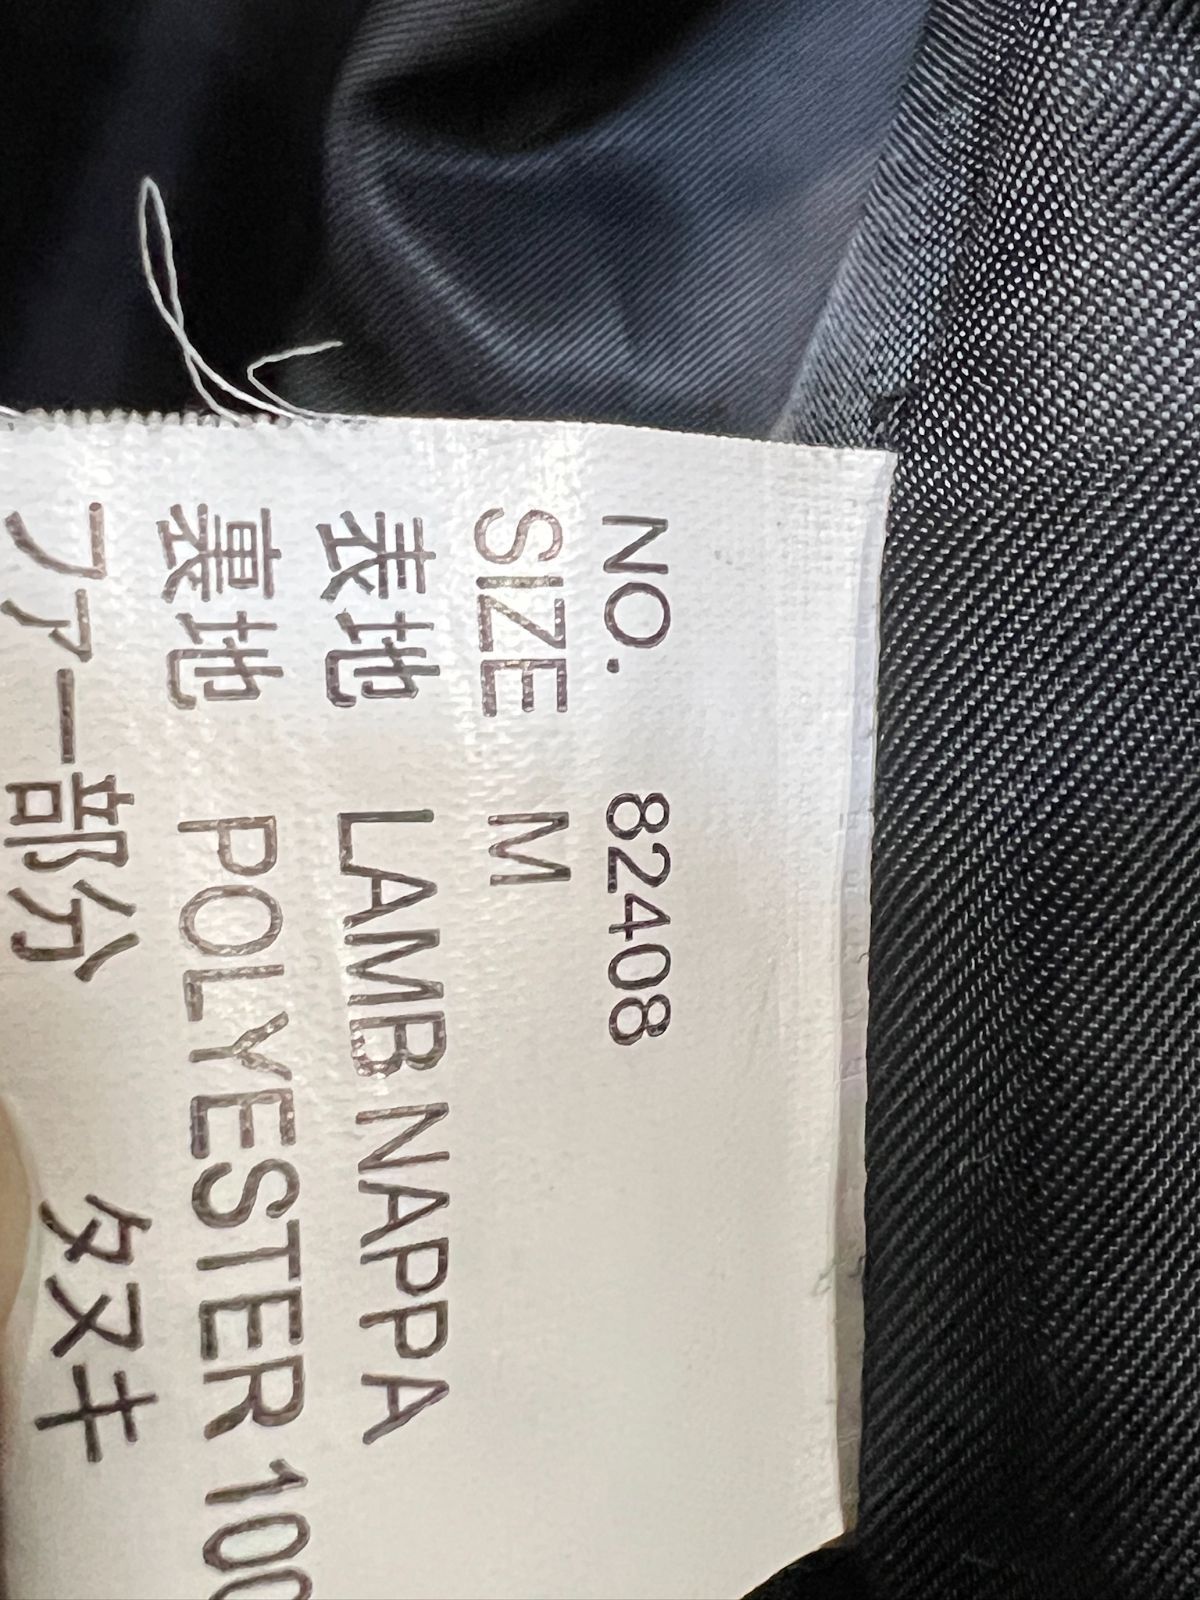 NO. 82408
SIZE M
表地 LAMB NAPPA
裏地 POLYESTER 100
ファー部分 タヌキ